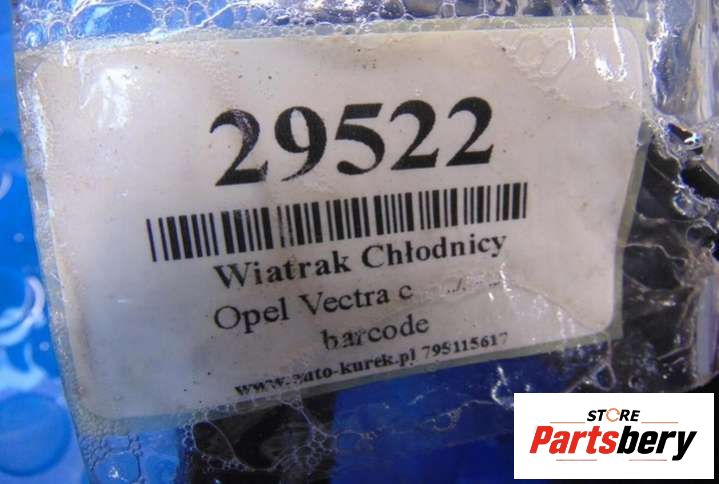 29522
Wiatrak Chłodnicy
Opel Vectra c
barcode
www.auto-kurek.pl 795115617
STORE
Partsbery